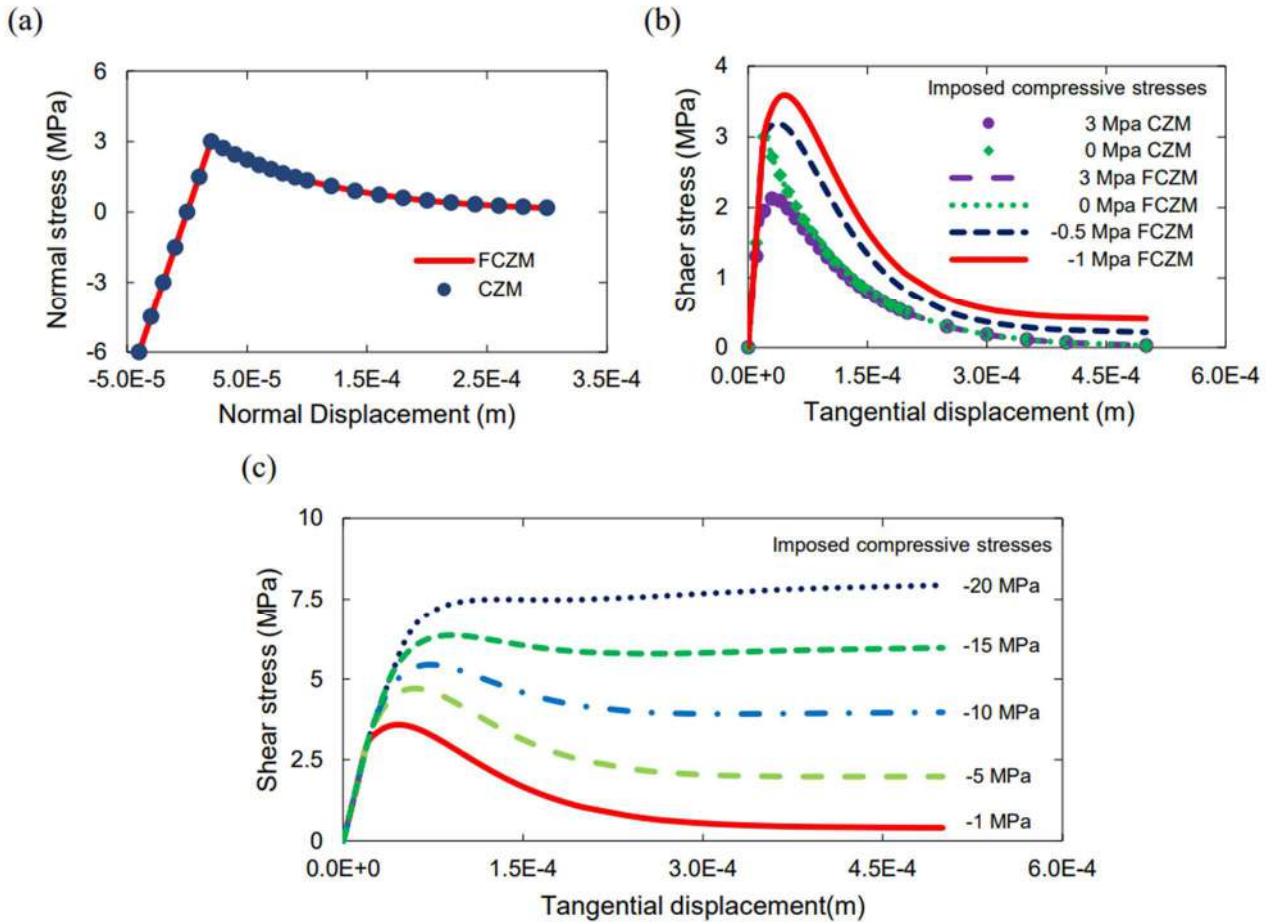 (a)
6
3
0
-3
-6
-5.0E-5
5.0E-5
1.5E-4
2.5E-4
3.5E-4
Normal stress (MPa)
Normal Displacement (m)
FCZM
CZM
(b)
4
3
2
1
0
0.0E+0
1.5E-4
3.0E-4
4.5E-4
6.0E-4
Shaer stress (MPa)
Tangential displacement (m)
Imposed compressive stresses
3 Mpa CZM
0 Mpa CZM
3 Mpa FCZM
0 Mpa FCZM
-0.5 Mpa FCZM
-1 Mpa FCZM
(c)
10
7.5
5
2.5
0
0.0E+0
1.5E-4
3.0E-4
4.5E-4
6.0E-4
Shear stress (MPa)
Tangential displacement(m)
Imposed compressive stresses
-20 MPa
-15 MPa
-10 MPa
-5 MPa
-1 MPa